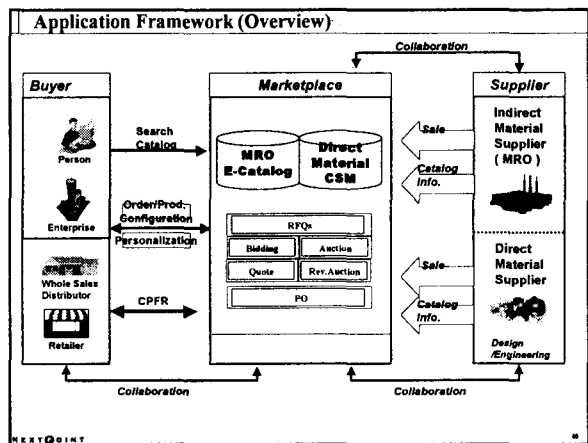 Application Framework (Overview)
Collaboration
Buyer
Person
Enterprise
Whole Sales
Distributor
Retailer
Search
Catalog
Order/Prod.
Configuration
Personalization
CPFR
Marketplace
MRO
E-Catalog
Direct
Material
CSM
RFQs
Bidding
Auction
Quote
Rev.Auction
PO
Sale
Catalog
Info.
Sale
Catalog
Info.
Supplier
Indirect
Material
Supplier
( MRO )
Direct
Material
Supplier
Design
/Engineering
Collaboration
Collaboration
NEXTPOINT